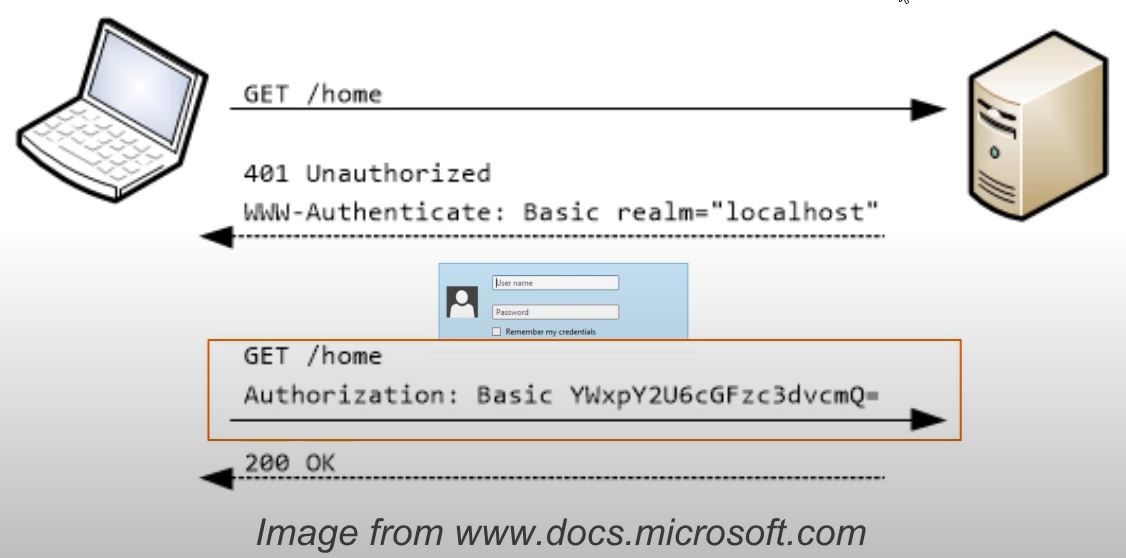 GET /home
401 Unauthorized
WWW-Authenticate: Basic realm="localhost"
User name
Password
Remember my credentials
GET /home
Authorization: Basic YWxpY2U6cGFzc3dvcmQ=
200 OK
Image from www.docs.microsoft.com